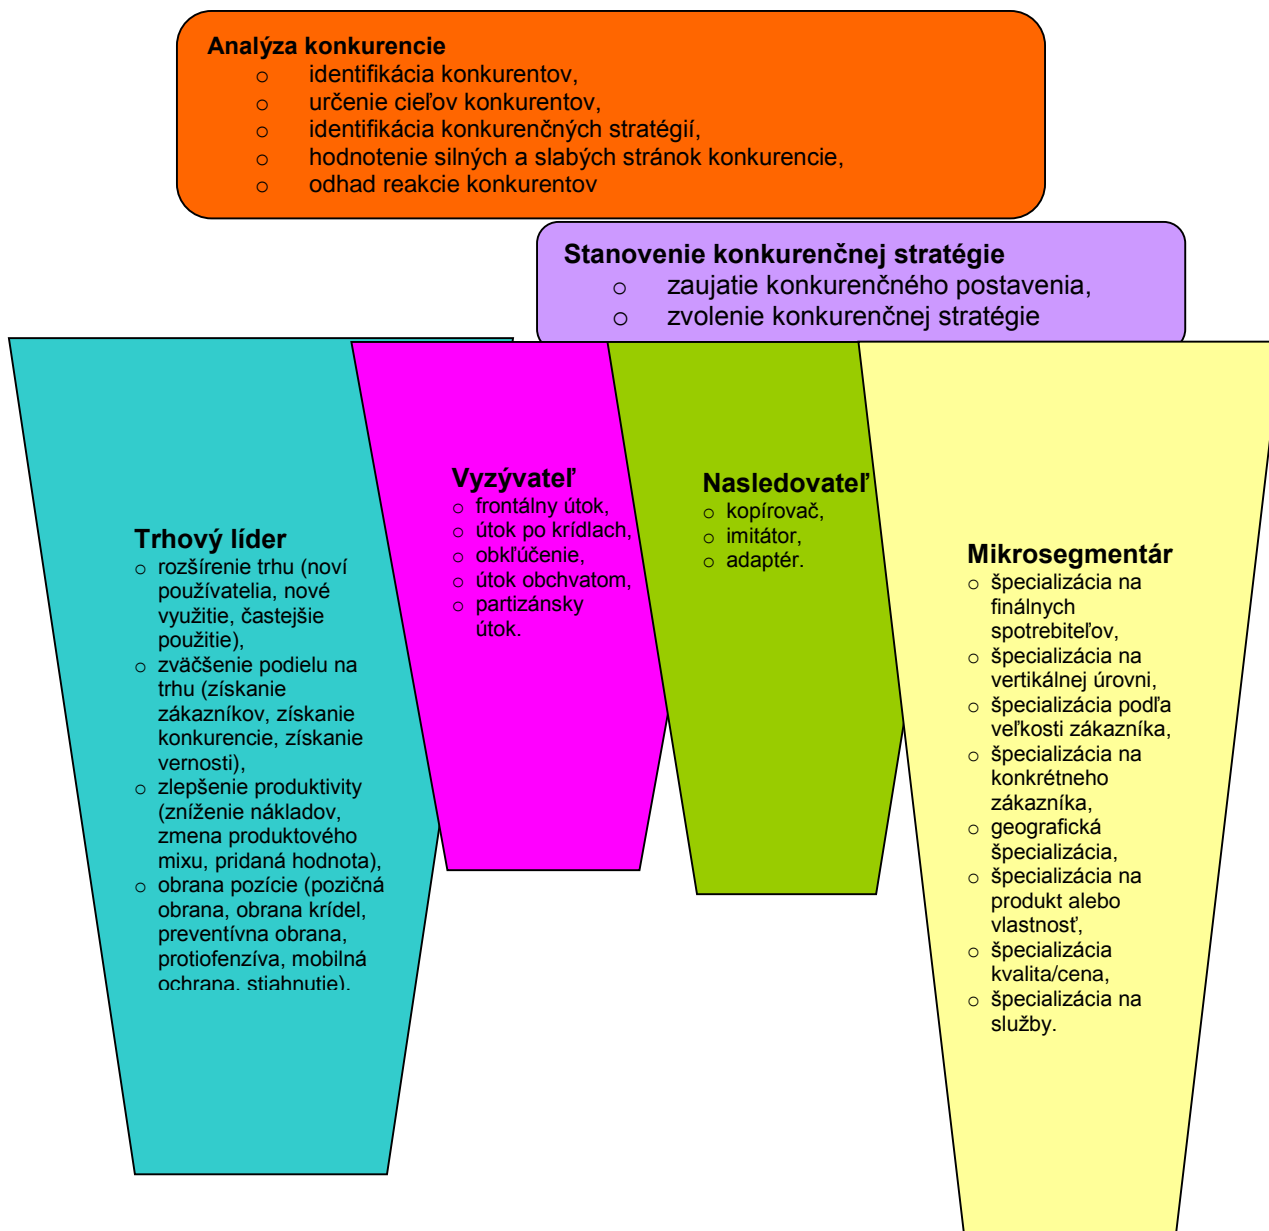 Analýza konkurencie
o identifikácia konkurentov,
o určenie cieľov konkurentov,
o identifikácia konkurenčných stratégií,
o hodnotenie silných a slabých stránok konkurencie,
o odhad reakcie konkurentov
Stanovenie konkurenčnej stratégie
o zaujatie konkurenčného postavenia,
o zvolenie konkurenčnej stratégie
Trhový líder
o rozšírenie trhu (noví
používatelia, nové
využitie, častejšie
použitie),
o zväčšenie podielu na
trhu (získanie
zákazníkov, získanie
konkurencie, získanie
vernosti),
o zlepšenie produktivity
(zníženie nákladov,
zmena produktového
mixu, pridaná hodnota),
o obrana pozície (pozičná
obrana, obrana krídel,
preventívna obrana,
protiofenzíva, mobilná
ochrana, stiahnutie).
Vyzývateľ
o frontálny útok,
o útok po krídlach,
o obkľúčenie,
o útok obchvatom,
o partizánsky
útok.
Nasledovateľ
o kopírovač,
o imitátor,
o adaptér.
Mikrosegmentár
o špecializácia na
finálnych
spotrebiteľov,
o špecializácia na
vertikálnej úrovni,
o špecializácia podľa
veľkosti zákazníka,
o špecializácia na
konkrétneho
zákazníka,
o geografická
špecializácia,
o špecializácia na
produkt alebo
vlastnosť,
o špecializácia
kvalita/cena,
o špecializácia na
služby.